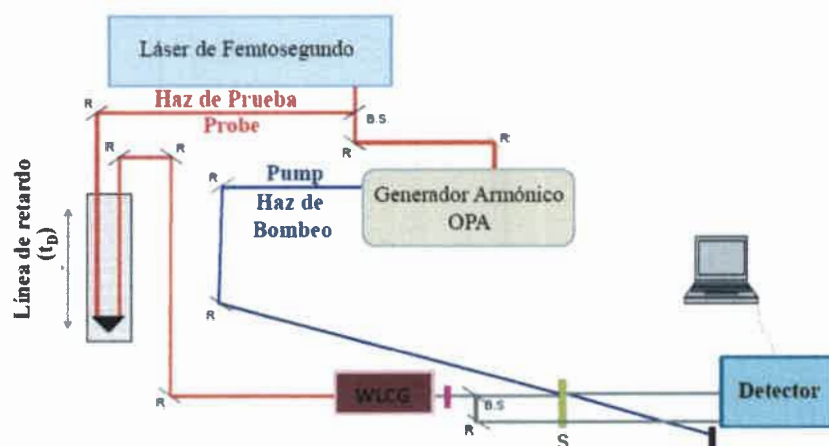 Láser de Femtosegundo
R
Haz de Prueba
B.S.
Probe
R
R
R
R
Línea de retardo
(t_D)
R
Pump
Haz de
Bombeo
Generador Armónico
OPA
R
R
WLCG
B.S
R
S
Detector